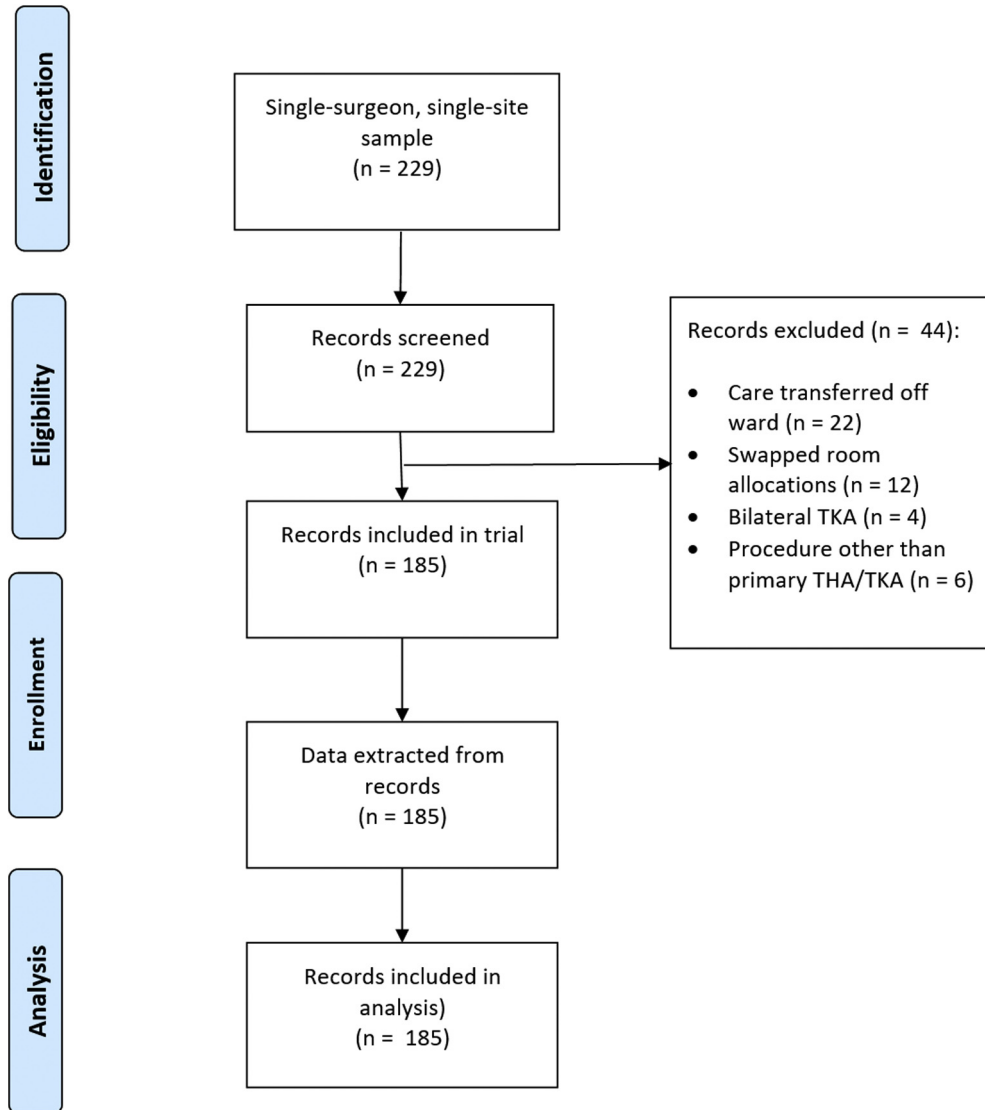 Identification
Single-surgeon, single-site
sample
(n = 229)
Eligibility
Records screened
(n = 229)
Records excluded (n =  44):
• Care transferred off
ward (n = 22)
• Swapped room
allocations (n = 12)
• Bilateral TKA (n = 4)
• Procedure other than
primary THA/TKA (n = 6)
Records included in trial
(n = 185)
Enrollment
Data extracted from
records
(n = 185)
Analysis
Records included in
analysis)
(n =  185)